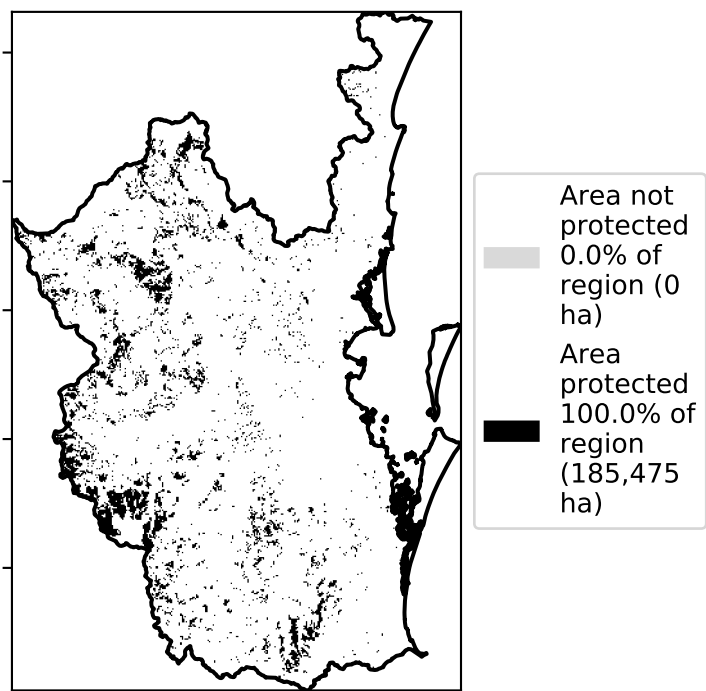 Area not
protected
0.0% of
region (0
ha)
Area
protected
100.0% of
region
(185,475
ha)